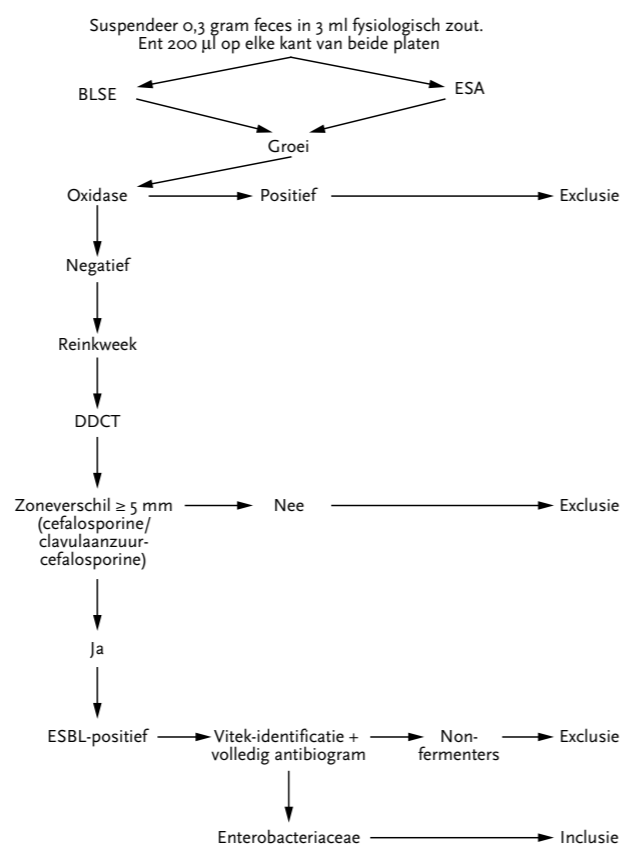 Suspendeer 0,3 gram feces in 3 ml fysiologisch zout.
Ent 200 µl op elke kant van beide platen
BLSE
ESA
Groei
Oxidase
Positief
Exclusie
Negatief
Reinkweek
DDCT
Zoneverschil ≥ 5 mm
(cefalosporine/
clavulaanzuur-
cefalosporine)
Nee
Exclusie
Ja
ESBL-positief
Vitek-identificatie +
volledig antibiogram
Non-
fermenters
Exclusie
Enterobacteriaceae
Inclusie